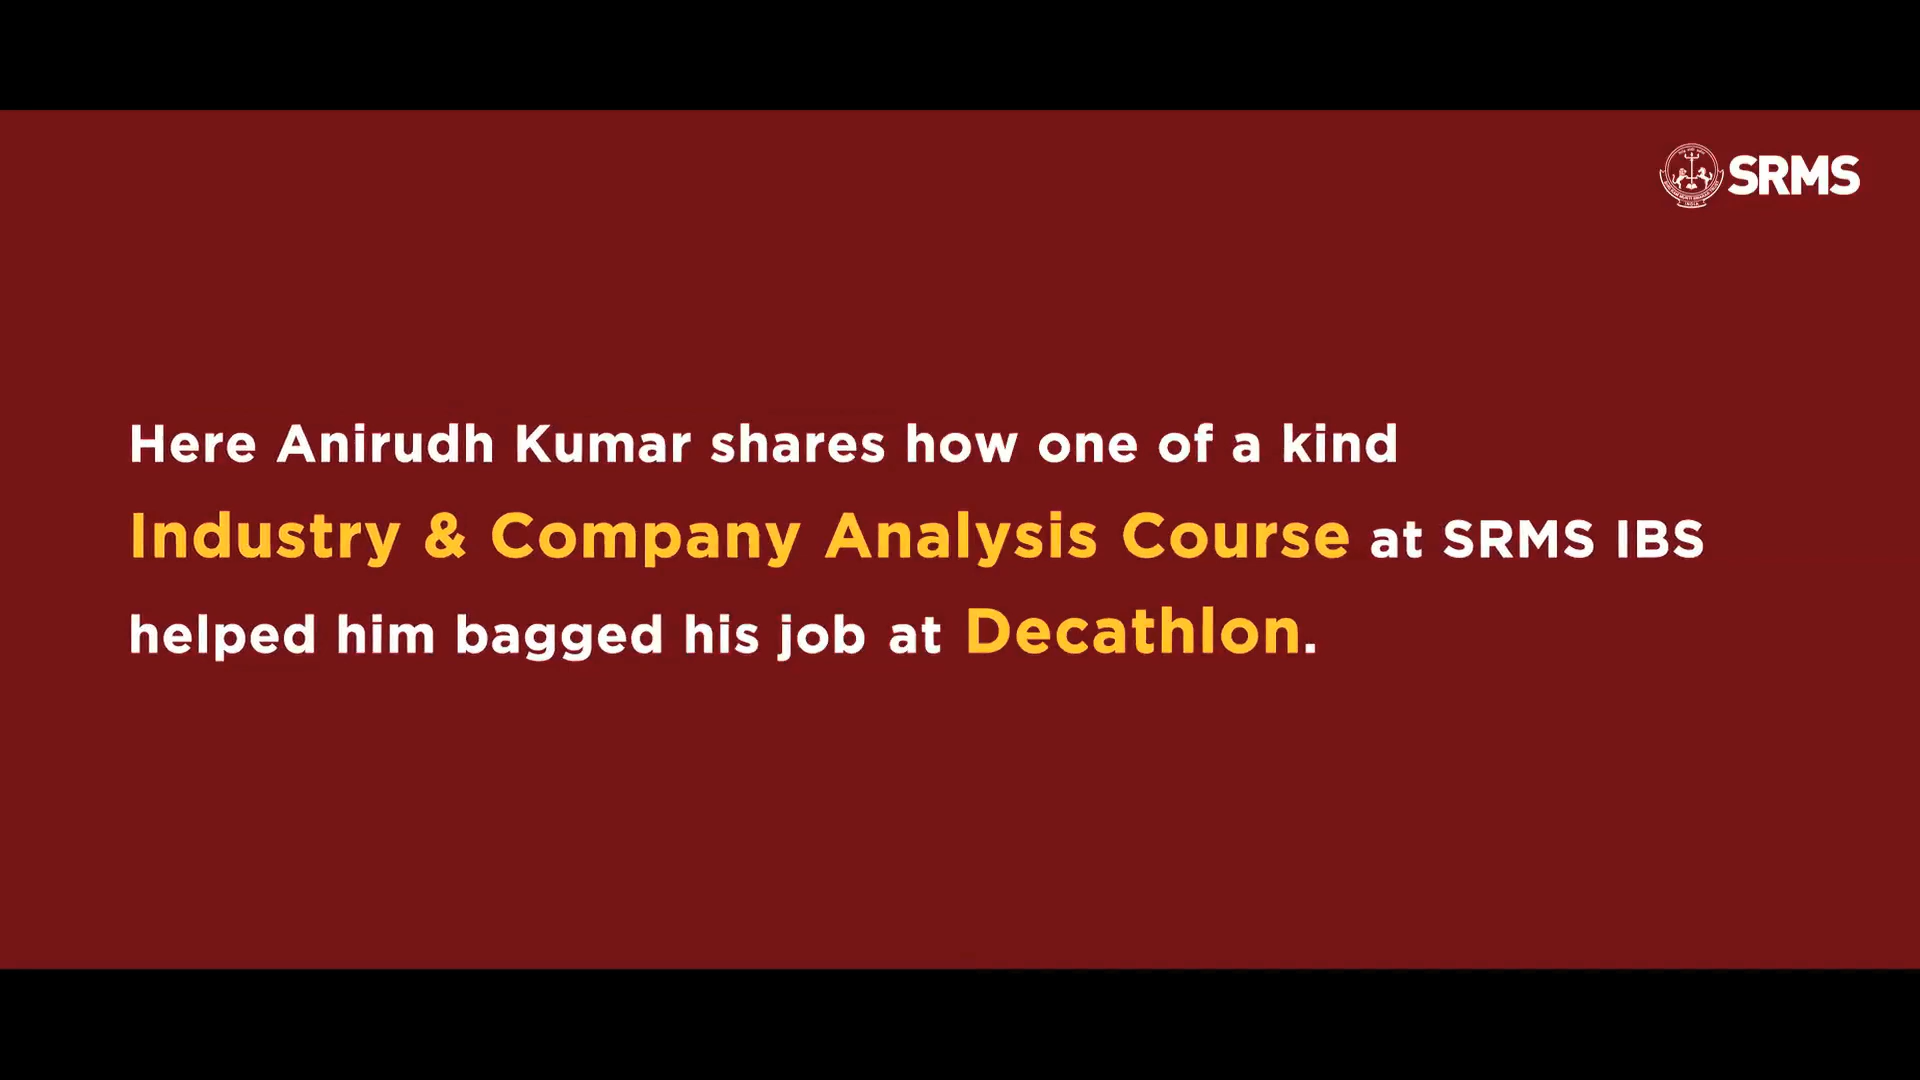 SRMS
Here Anirudh Kumar shares how one of a kind
Industry & Company Analysis Course at SRMS IBS
helped him bagged his job at Decathlon.